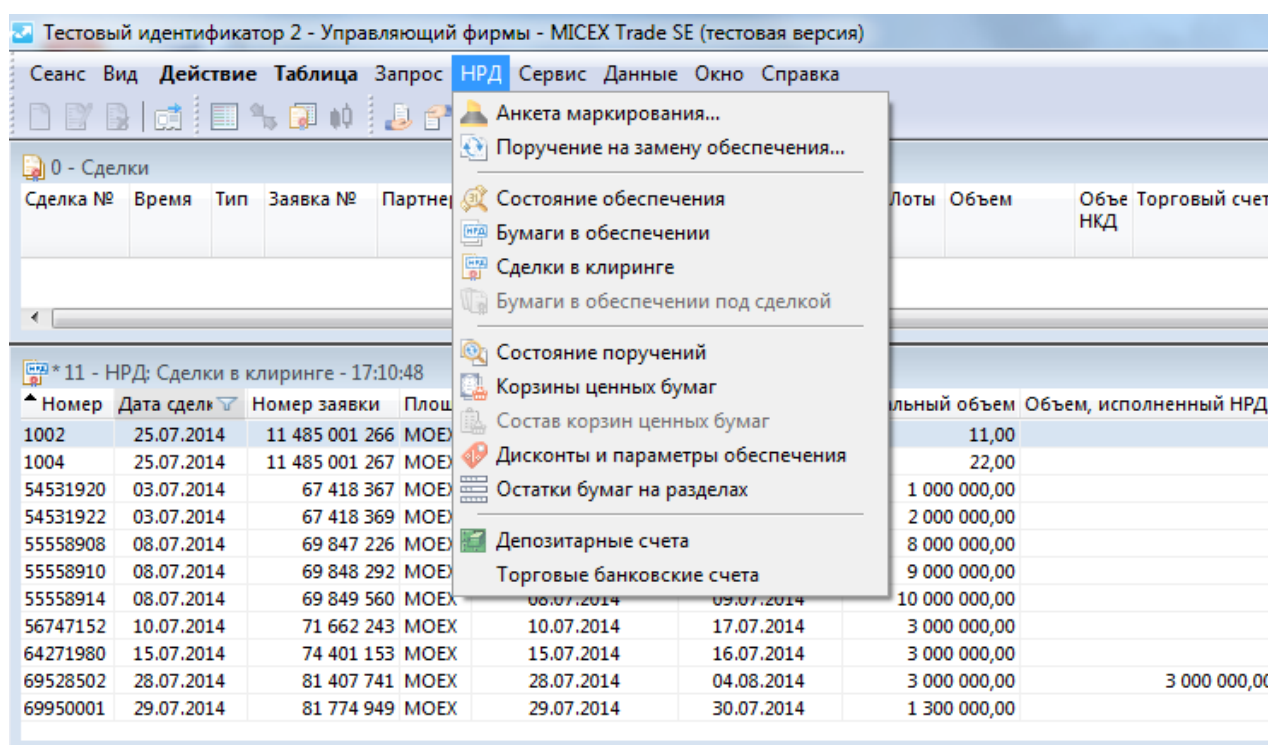 Тестовый идентификатор 2 - Управляющий фирмы - MICEX Trade SE (тестовая версия)
Сеанс Вид Действие Таблица Запрос НРД Сервис Данные Окно Справка
Анкета маркирования...
Поручение на замену обеспечения...
Состояние обеспечения
Бумаги в обеспечении
Сделки в клиринге
Бумаги в обеспечении под сделкой
Состояние поручений
Корзины ценных бумаг
Состав корзин ценных бумаг
Дисконты и параметры обеспечения
Остатки бумаг на разделах
Депозитарные счета
Торговые банковские счета
0 - Сделки
Сделка № Время Тип Заявка № Партне Лоты Объем Объе НКД Торговый счет
* 11 - НРД: Сделки в клиринге - 17:10:48
Номер Дата сделк Номер заявки Площ льный объем Объем, исполненный НРД
1002 25.07.2014 11 485 001 266 MOEX 11,00
1004 25.07.2014 11 485 001 267 MOEX 22,00
54531920 03.07.2014 67 418 367 MOEX 1 000 000,00
54531922 03.07.2014 67 418 369 MOEX 2 000 000,00
55558908 08.07.2014 69 847 226 MOEX 8 000 000,00
55558910 08.07.2014 69 848 292 MOEX 9 000 000,00
55558914 08.07.2014 69 849 560 MOEX 08.07.2014 09.07.2014 10 000 000,00
56747152 10.07.2014 71 662 243 MOEX 10.07.2014 17.07.2014 3 000 000,00
64271980 15.07.2014 74 401 153 MOEX 15.07.2014 16.07.2014 3 000 000,00
69528502 28.07.2014 81 407 741 MOEX 28.07.2014 04.08.2014 3 000 000,00 3 000 000,00
69950001 29.07.2014 81 774 949 MOEX 29.07.2014 30.07.2014 1 300 000,00